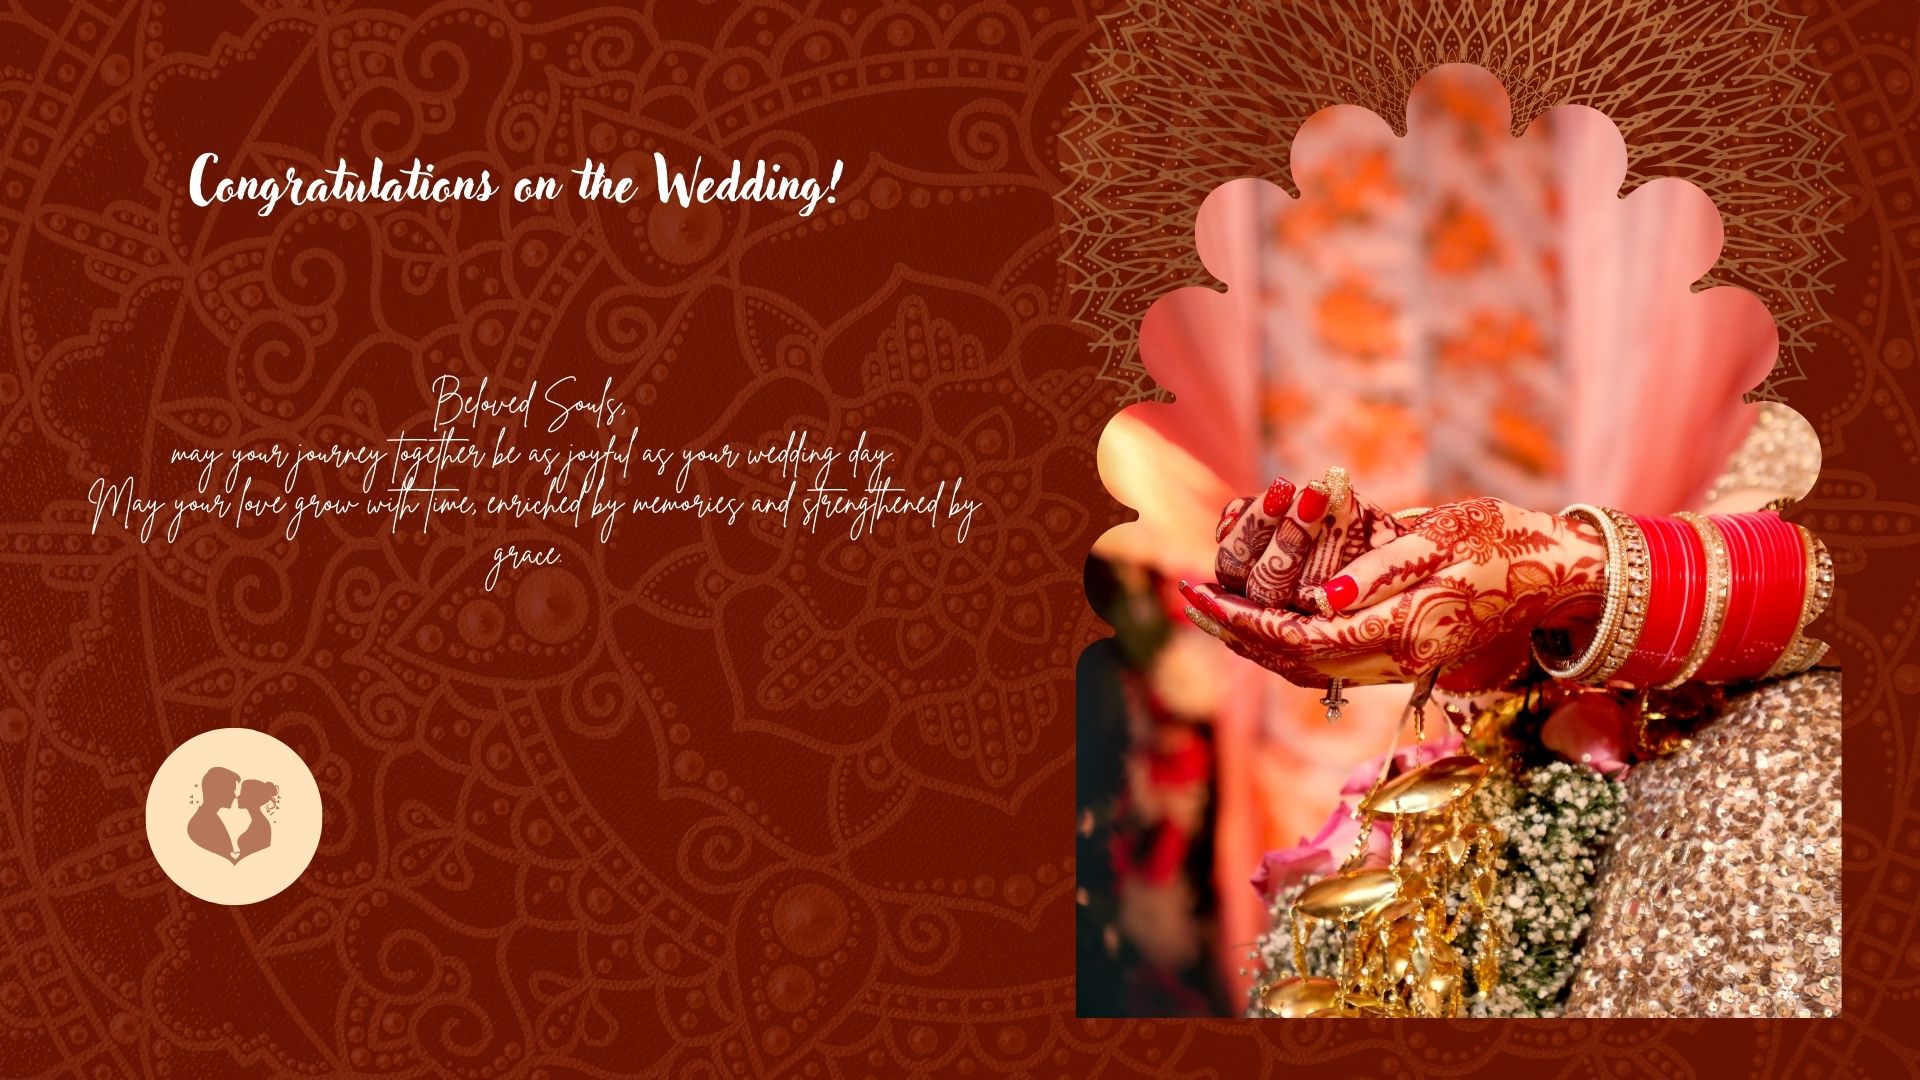 Congratulations on the Wedding!
Beloved Souls,
may your journey together be as joyful as your wedding day.
May your love grow with time, enriched by memories and strengthened by
grace.